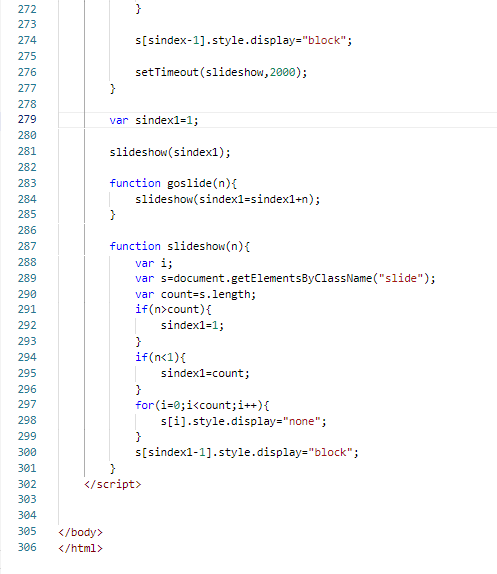 272 }
273
274 s[sindex-1].style.display="block";
275
276 setTimeout(slideshow,2000);
277 }
278
279 var sindex1=1;
280
281 slideshow(sindex1);
282
283 function goslide(n){
284 slideshow(sindex1=sindex1+n);
285 }
286
287 function slideshow(n){
288 var i;
289 var s=document.getElementsByClassName("slide");
290 var count=s.length;
291 if(n>count){
292 sindex1=1;
293 }
294 if(n<1){
295 sindex1=count;
296 }
297 for(i=0;i<count;i++){
298 s[i].style.display="none";
299 }
300 s[sindex1-1].style.display="block";
301 }
302 </script>
303
304
305 </body>
306 </html>